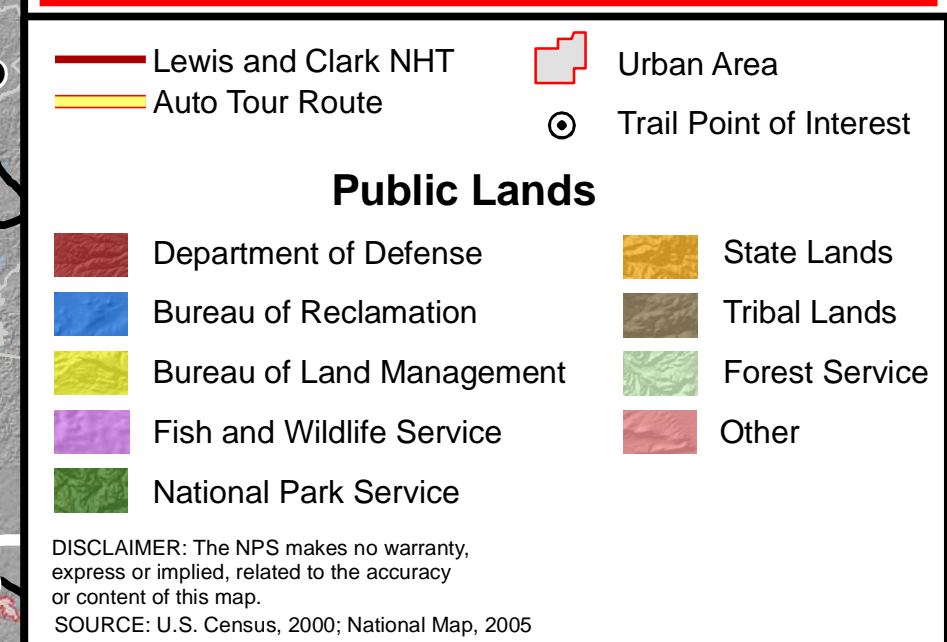 Lewis and Clark NHT
Auto Tour Route
Urban Area
Trail Point of Interest
Public Lands
Department of Defense
Bureau of Reclamation
Bureau of Land Management
Fish and Wildlife Service
National Park Service
State Lands
Tribal Lands
Forest Service
Other
DISCLAIMER: The NPS makes no warranty,
express or implied, related to the accuracy
or content of this map.
SOURCE: U.S. Census, 2000; National Map, 2005